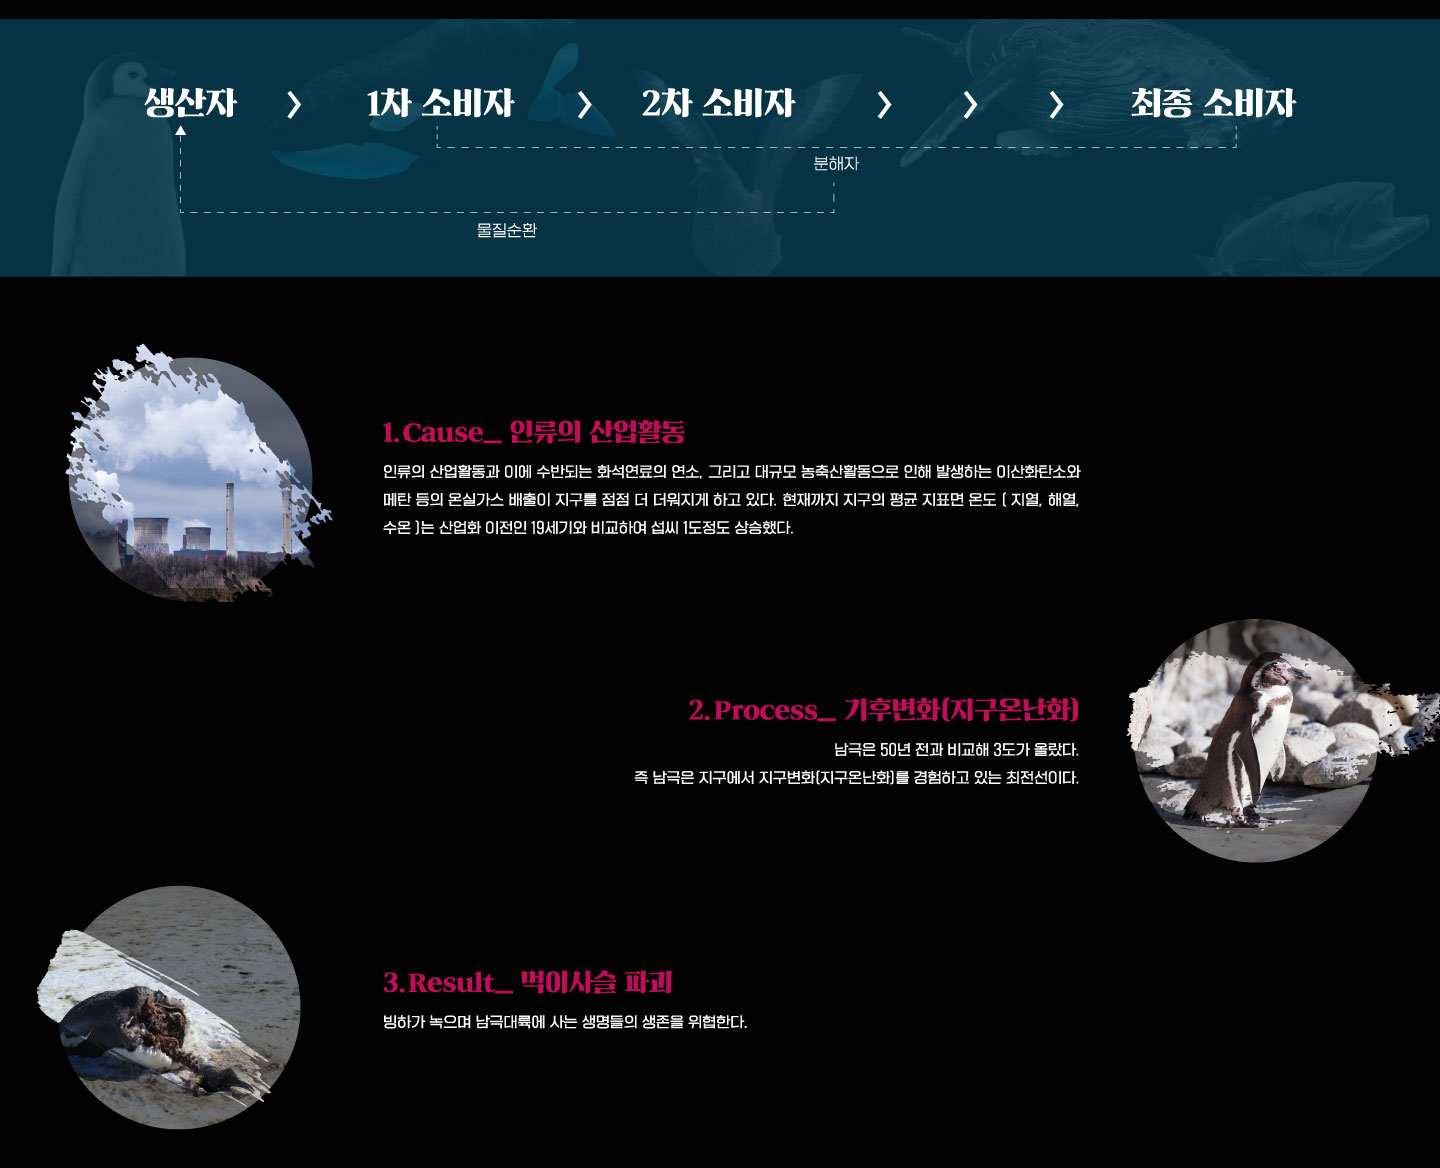 생산자 > 1차 소비자 > 2차 소비자 > > > 최종 소비자
분해자
물질순환
1. Cause_ 인류의 산업활동
인류의 산업활동과 이에 수반되는 화석연료의 연소, 그리고 대규모 농축산활동으로 인해 발생하는 이산화탄소와
메탄 등의 온실가스 배출이 지구를 점점 더 더워지게 하고 있다. 현재까지 지구의 평균 지표면 온도 ( 지열, 해열,
수온 )는 산업화 이전인 19세기와 비교하여 섭씨 1도정도 상승했다.
2. Process_ 기후변화(지구온난화)
남극은 50년 전과 비교해 3도가 올랐다.
즉 남극은 지구에서 지구변화(지구온난화)를 경험하고 있는 최전선이다.
3. Result_ 먹이사슬 파괴
빙하가 녹으며 남극대륙에 사는 생명들의 생존을 위협한다.